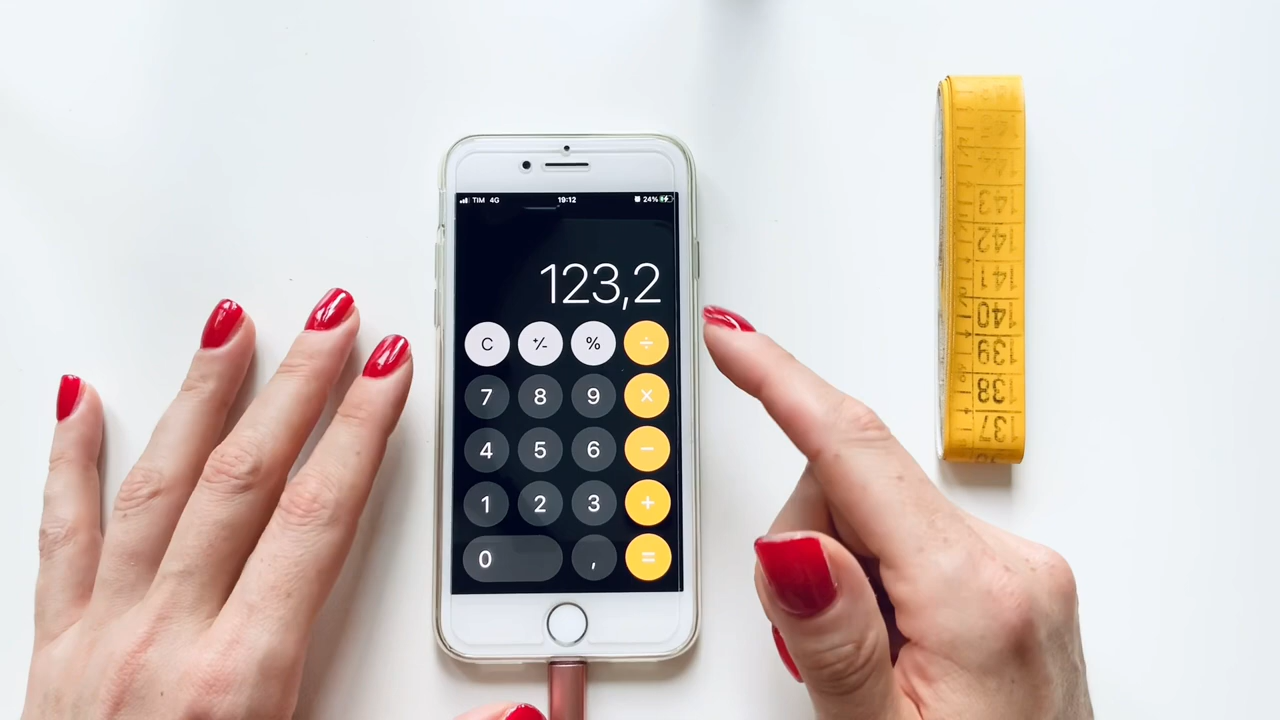 TIM 4G 19:12 24%
123,2
C +/- % ÷
7 8 9 ×
4 5 6 −
1 2 3 +
0 , =
143
142
141
140
139
138
137